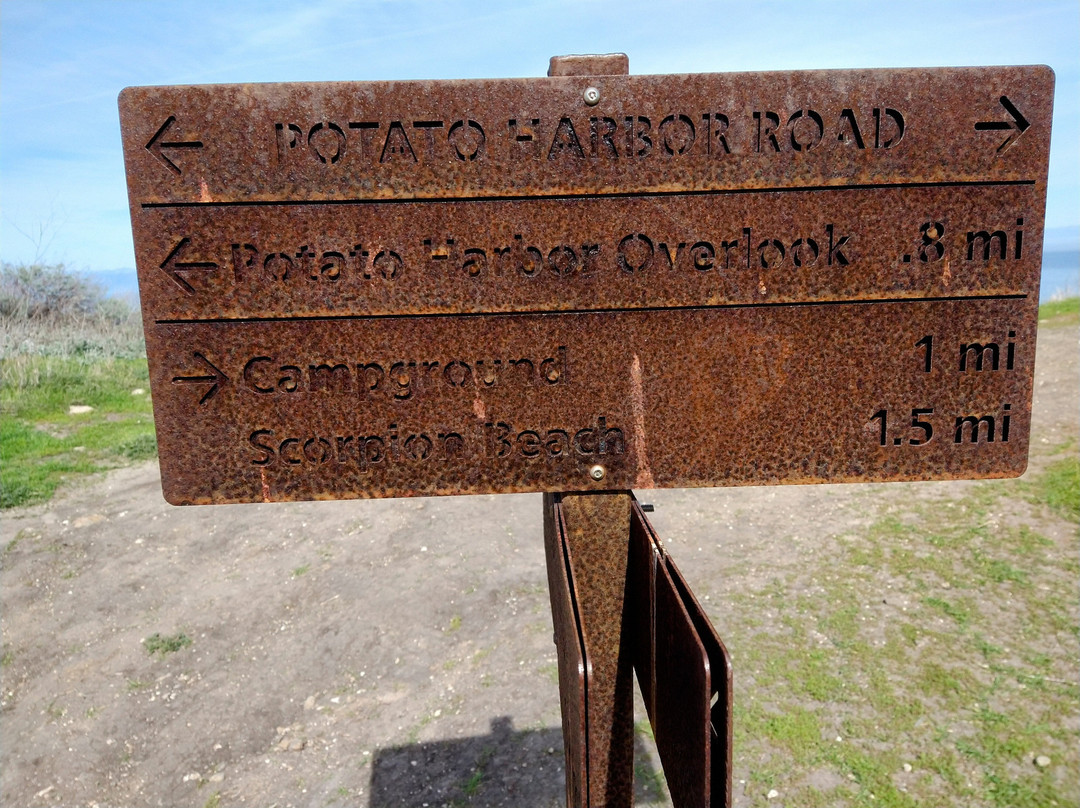 ← POTATO HARBOR ROAD →
← Potato Harbor Overlook .8 mi
→ Campground 1 mi
Scorpion Beach 1.5 mi